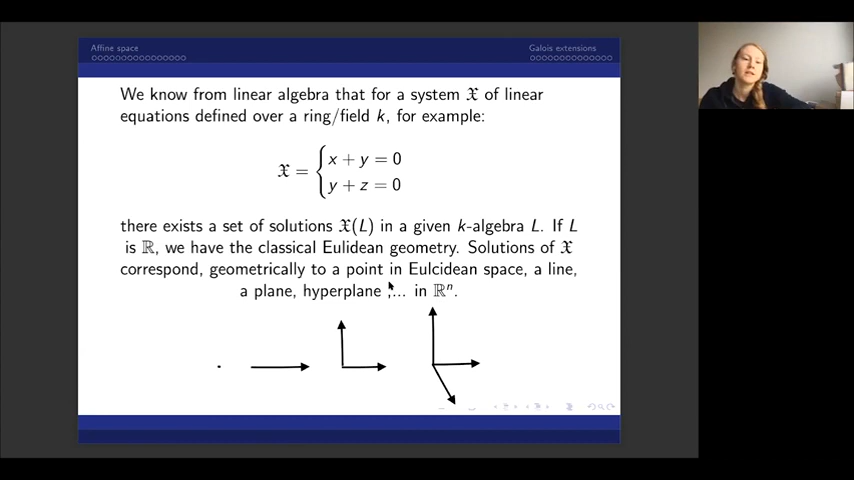 Affine space
Galois extensions
We know from linear algebra that for a system 𝔛 of linear
equations defined over a ring/field k, for example:
𝔛 = { x + y = 0
y + z = 0
there exists a set of solutions 𝔛(L) in a given k-algebra L. If L
is ℝ, we have the classical Eulidean geometry. Solutions of 𝔛
correspond, geometrically to a point in Eulcidean space, a line,
a plane, hyperplane ,... in ℝⁿ.